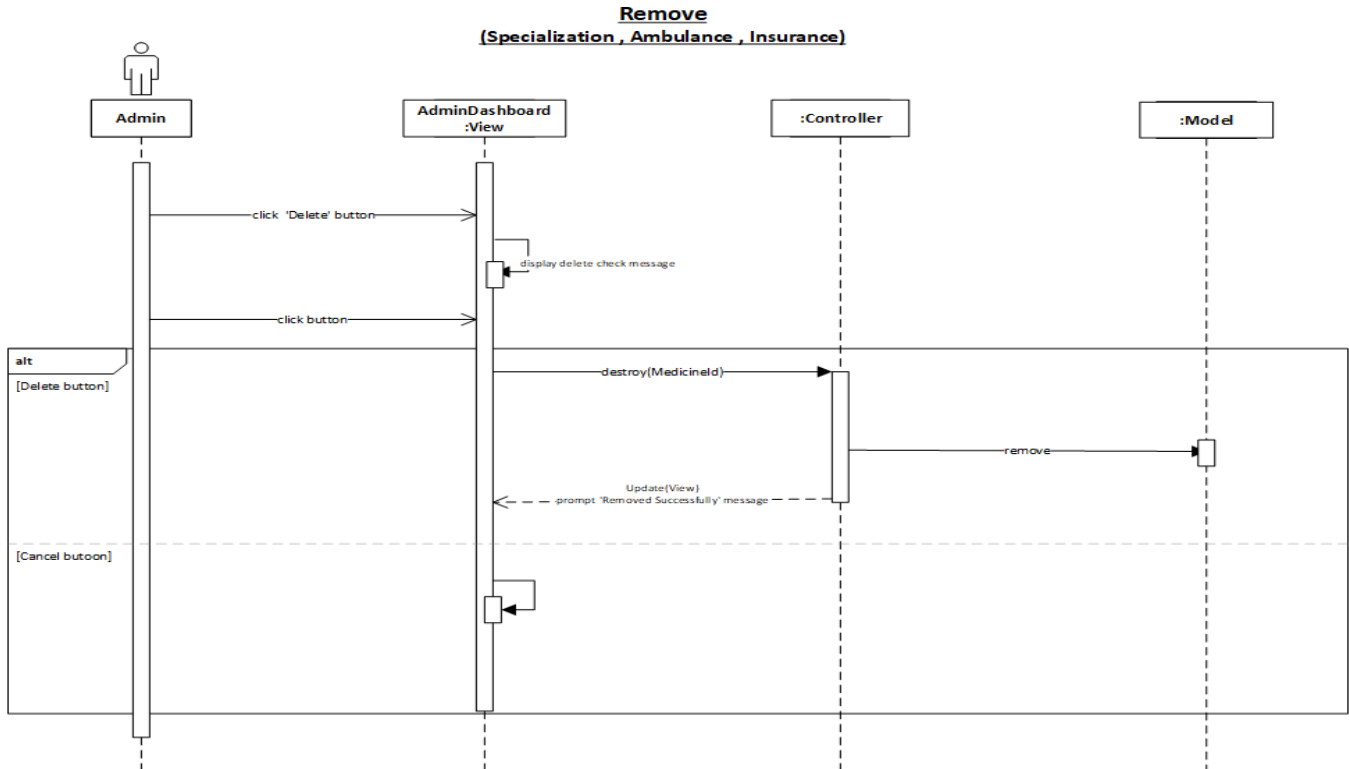 Remove
(Specialization , Ambulance , Insurance)
Admin
AdminDashboard
:View
:Controller
:Model
click 'Delete' button
display delete check message
click button
alt
[Delete button]
destroy(MedicineId)
remove
Update(View)
prompt 'Removed Successfully' message
[Cancel butoon]